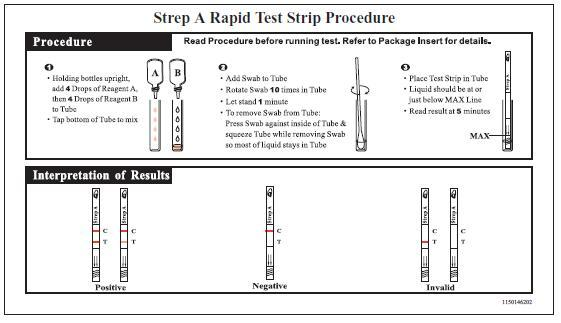 Strep A Rapid Test Strip Procedure
Procedure
Read Procedure before running test. Refer to Package Insert for details.
1
• Holding bottles upright,
add 4 Drops of Reagent A,
then 4 Drops of Reagent B
to Tube
• Tap bottom of Tube to mix
A B
2
• Add Swab to Tube
• Rotate Swab 10 times in Tube
• Let stand 1 minute
• To remove Swab from Tube:
Press Swab against inside of Tube &
squeeze Tube while removing Swab
so most of liquid stays in Tube
3
• Place Test Strip in Tube
• Liquid should be at or
just below MAX Line
• Read result at 5 minutes
MAX
Interpretation of Results
Strep A Strep A
C C
T T
Positive
Strep A
C
T
Negative
Strep A Strep A
C C
T T
Invalid
1150146202